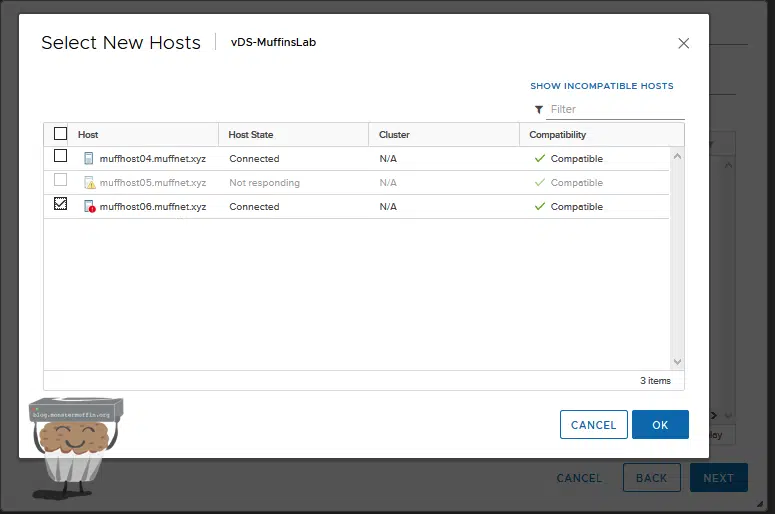 Select New Hosts vDS-MuffinsLab
SHOW INCOMPATIBLE HOSTS
Filter
Host Host State Cluster Compatibility
muffhost04.muffnet.xyz Connected N/A Compatible
muffhost05.muffnet.xyz Not responding N/A Compatible
muffhost06.muffnet.xyz Connected N/A Compatible
3 items
blog.monstermuffin.org
CANCEL OK
CANCEL BACK NEXT